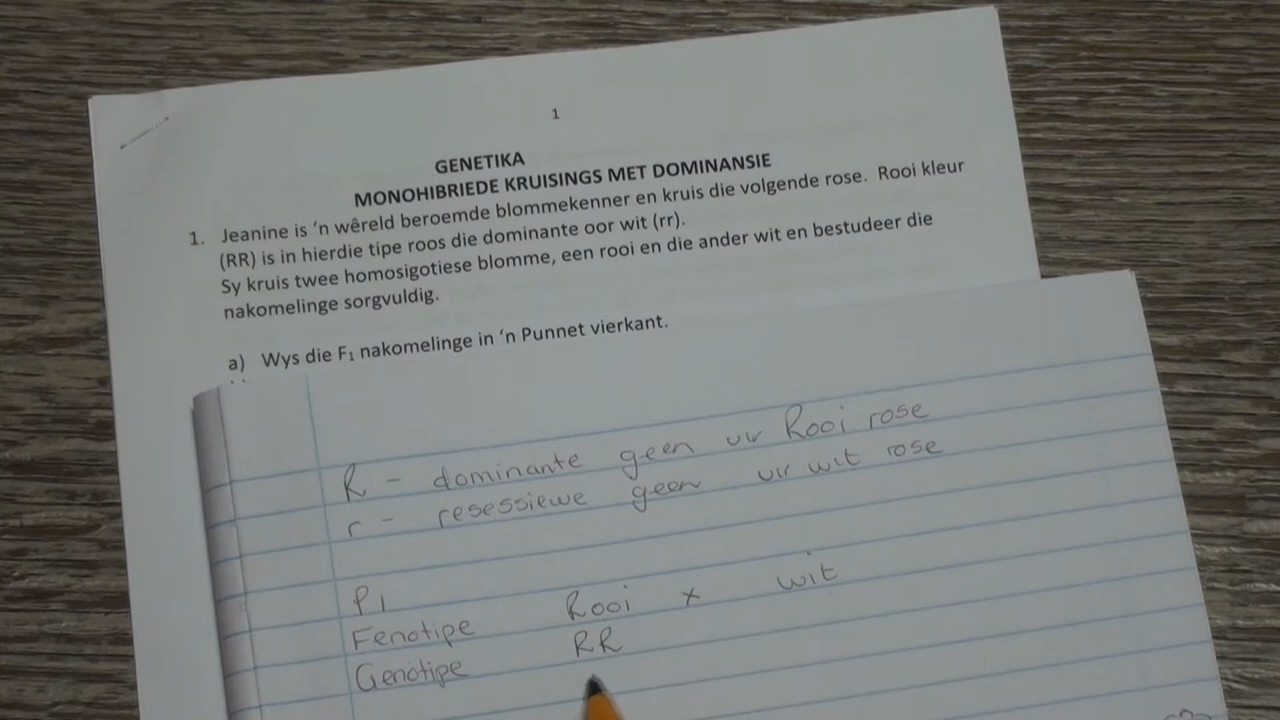 1
GENETIKA
MONOHIBRIEDE KRUISINGS MET DOMINANSIE
1. Jeanine is 'n wêreld beroemde blommekenner en kruis die volgende rose. Rooi kleur
(RR) is in hierdie tipe roos die dominante oor wit (rr).
Sy kruis twee homosigotiese blomme, een rooi en die ander wit en bestudeer die
nakomelinge sorgvuldig.
a) Wys die F₁ nakomelinge in 'n Punnet vierkant.
R - dominante geen vir Rooi rose
r - resessiewe geen vir wit rose
P1
Fenotipe Rooi x wit
Genotipe RR